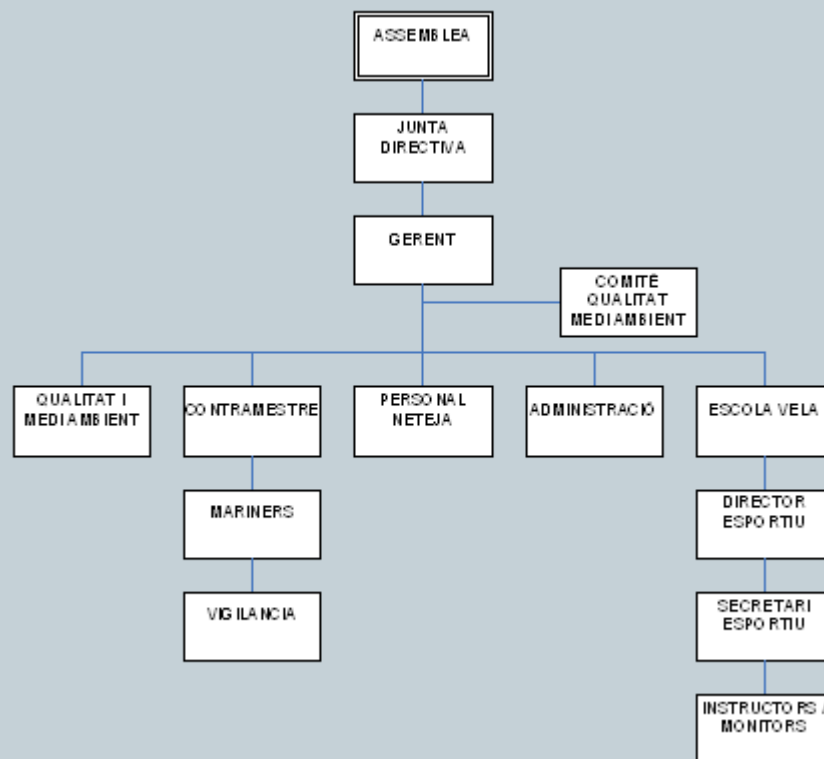 ASSEMBLEA
JUNTA
DIRECTIVA
GERENT
COMITÈ
QUALITAT
MEDIAMBIENT
QUALITAT I
MEDIAMBIENT
CONTRAMESTRE
PERSONAL
NETEJA
ADMINISTRACIÓ
ESCOLA VELA
MARINERS
DIRECTOR
ESPORTIU
VIGILANCIA
SECRETARI
ESPORTIU
INSTRUCTORS /
MONITORS